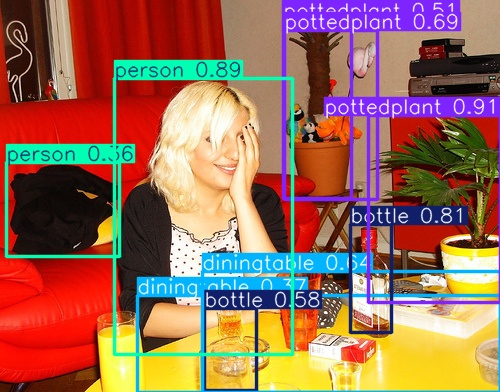 pottedplant 0.51
pottedplant 0.69
person 0.89
pottedplant 0.91
person 0.36
bottle 0.81
diningtable 0.64
diningtable 0.37
bottle 0.58